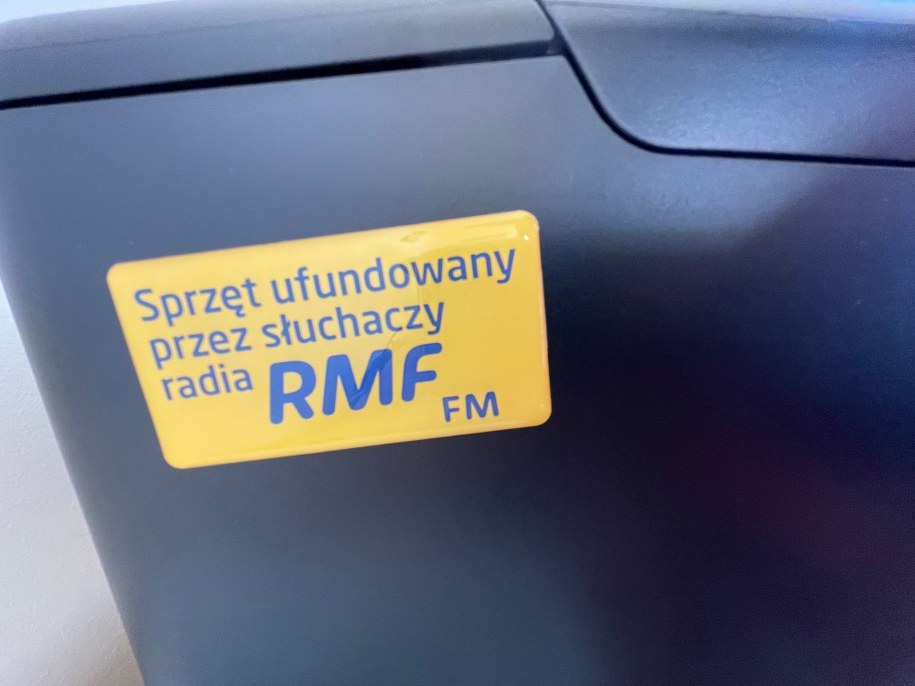 Sprzęt ufundowany
przez słuchaczy
radia RMF FM